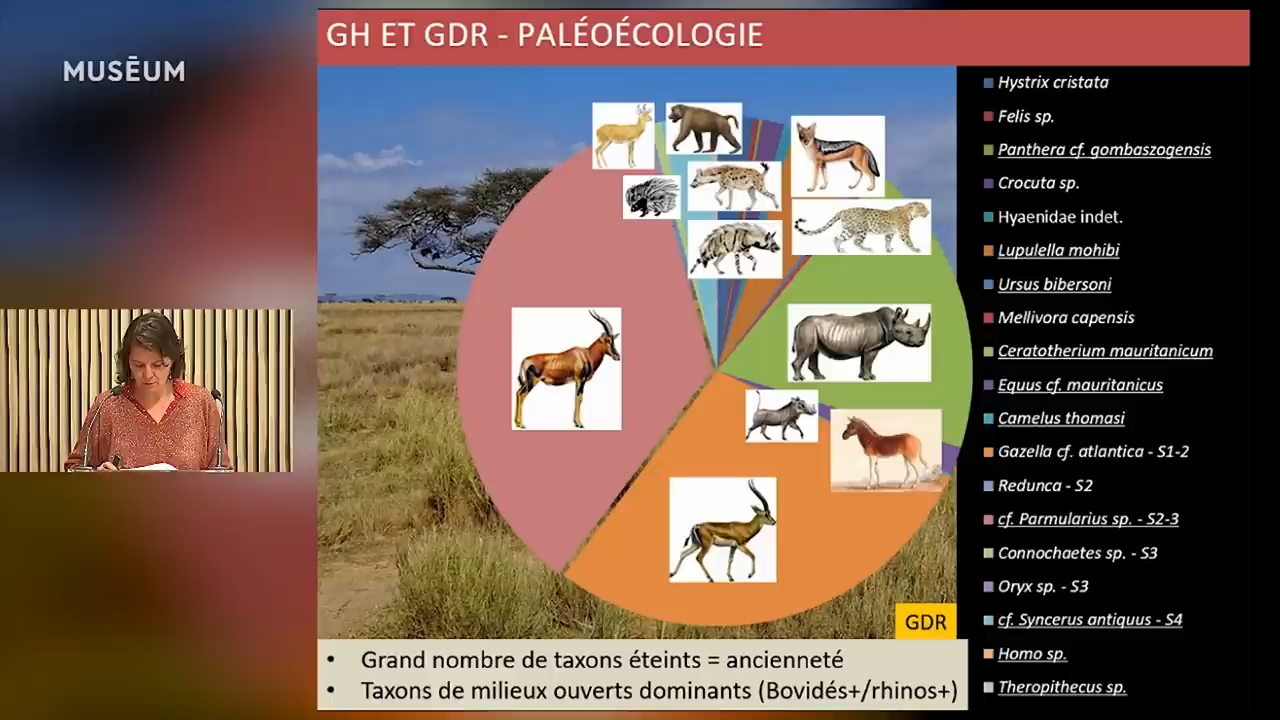 GH ET GDR - PALÉOÉCOLOGIE
MUSĒUM
Hystrix cristata
Felis sp.
Panthera cf. gombaszogensis
Crocuta sp.
Hyaenidae indet.
Lupulella mohibi
Ursus bibersoni
Mellivora capensis
Ceratotherium mauritanicum
Equus cf. mauritanicus
Camelus thomasi
Gazella cf. atlantica - S1-2
Redunca - S2
cf. Parmularius sp. - S2-3
Connochaetes sp. - S3
Oryx sp. - S3
cf. Syncerus antiquus - S4
Homo sp.
Theropithecus sp.
GDR
• Grand nombre de taxons éteints = ancienneté
• Taxons de milieux ouverts dominants (Bovidés+/rhinos+)